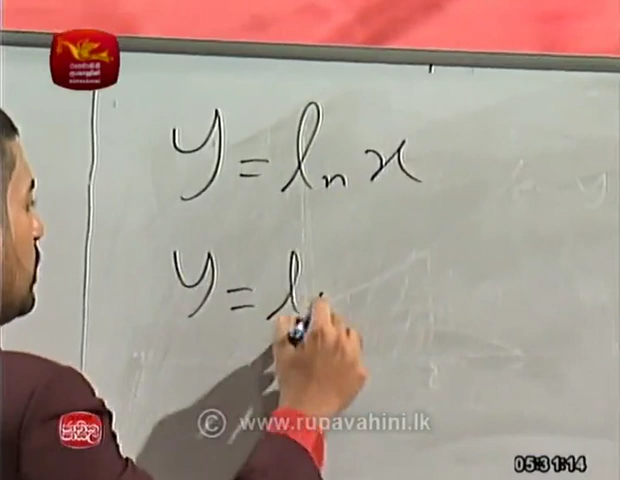 y = ln x
y = l
© www.rupavahini.lk
05:31:14